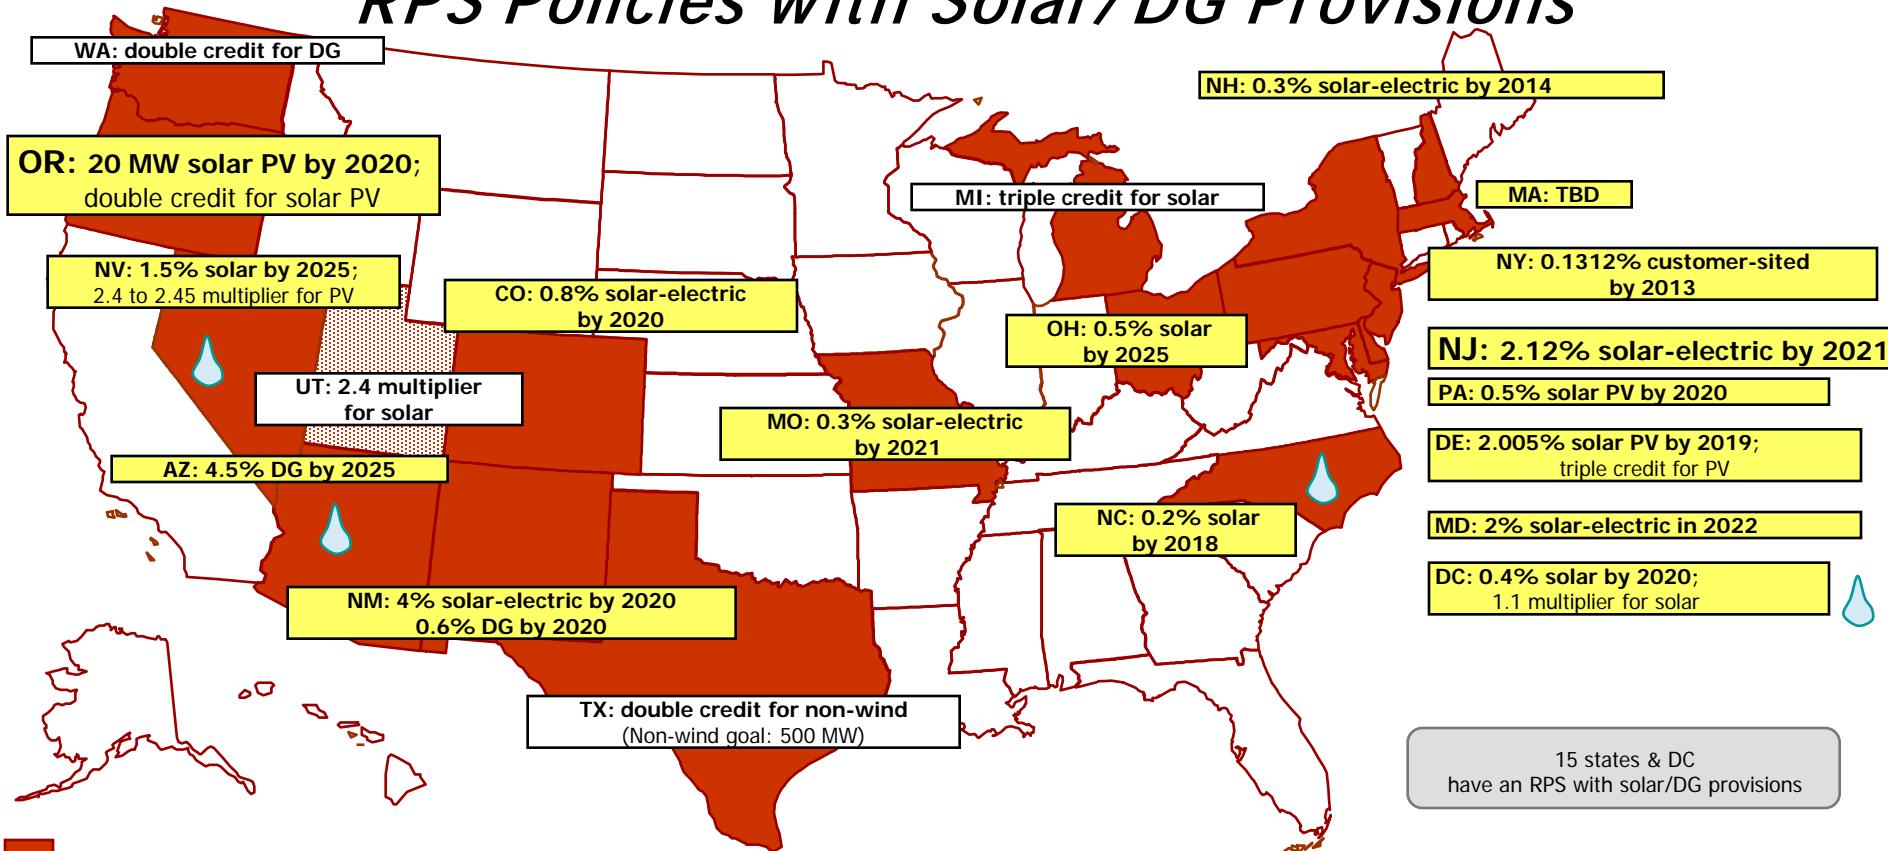 RPS Policies with Solar/DG Provisions
WA: double credit for DG
NH: 0.3% solar-electric by 2014
OR: 20 MW solar PV by 2020;
double credit for solar PV
MI: triple credit for solar
MA: TBD
NV: 1.5% solar by 2025;
2.4 to 2.45 multiplier for PV
CO: 0.8% solar-electric
by 2020
NY: 0.1312% customer-sited
by 2013
OH: 0.5% solar
by 2025
NJ: 2.12% solar-electric by 2021
UT: 2.4 multiplier
for solar
PA: 0.5% solar PV by 2020
MO: 0.3% solar-electric
by 2021
DE: 2.005% solar PV by 2019;
triple credit for PV
AZ: 4.5% DG by 2025
NC: 0.2% solar
by 2018
MD: 2% solar-electric in 2022
DC: 0.4% solar by 2020;
1.1 multiplier for solar
NM: 4% solar-electric by 2020
0.6% DG by 2020
TX: double credit for non-wind
(Non-wind goal: 500 MW)
15 states & DC
have an RPS with solar/DG provisions